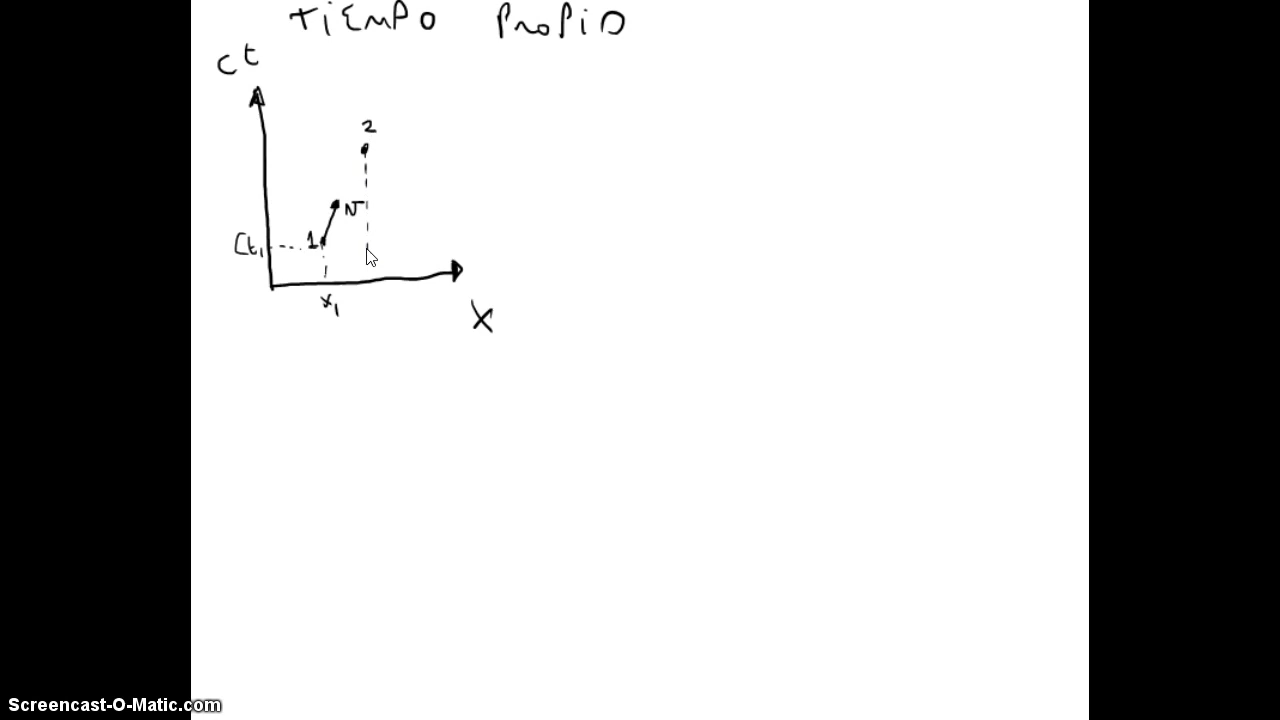 TiEMPO PROPiO
ct
2
v
1
ct₁
x₁
X
Screencast-O-Matic.com